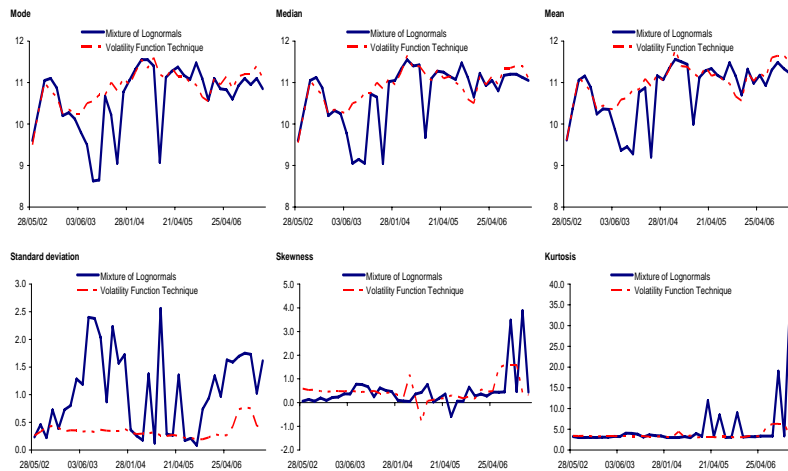 Mode
Mixture of Lognormals
Volatility Function Technique
12
11
10
9
8
28/05/02 03/06/03 28/01/04 21/04/05 25/04/06
Median
Mixture of Lognormals
Volatility Function Technique
12
11
10
9
8
28/05/02 03/06/03 28/01/04 21/04/05 25/04/06
Mean
Mixture of Lognormals
Volatility Function Technique
12
11
10
9
8
28/05/02 03/06/03 28/01/04 21/04/05 25/04/06
Standard deviation
Mixture of Lognormals
Volatility Function Technique
3.0
2.5
2.0
1.5
1.0
0.5
0.0
28/05/02 03/06/03 28/01/04 21/04/05 25/04/06
Skewness
Mixture of Lognormals
Volatility Function Technique
5.0
4.0
3.0
2.0
1.0
0.0
-1.0
-2.0
28/05/02 03/06/03 28/01/04 21/04/05 25/04/06
Kurtosis
Mixture of Lognormals
Volatility Function Technique
40.0
35.0
30.0
25.0
20.0
15.0
10.0
5.0
0.0
28/05/02 03/06/03 28/01/04 21/04/05 25/04/06